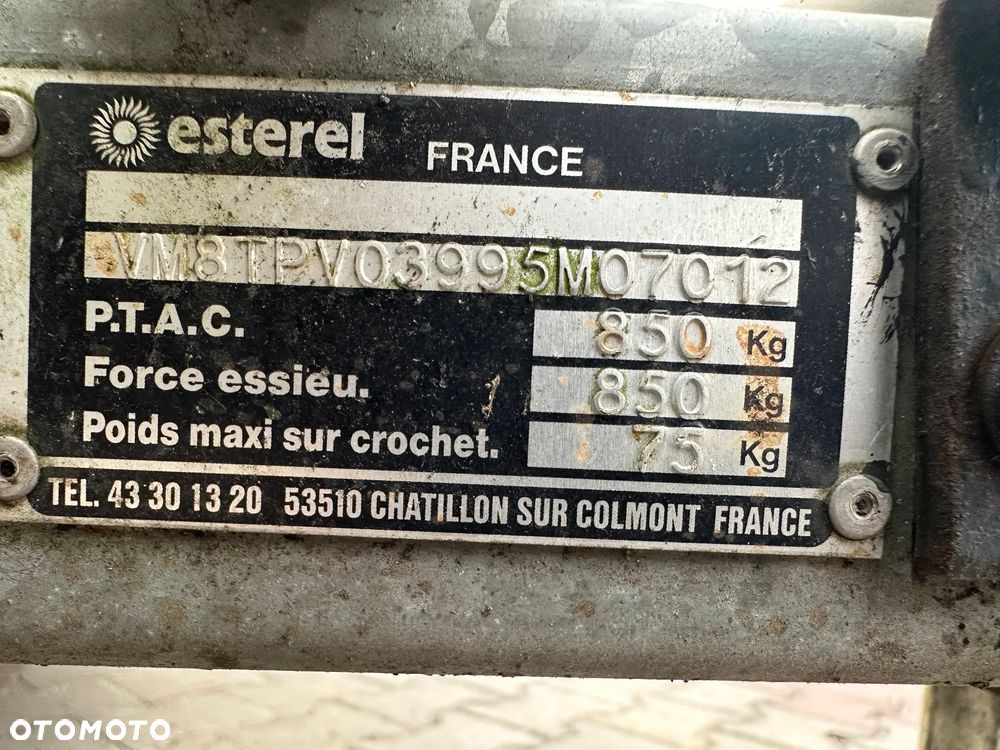 esterel FRANCE
VM8TPV03995M07012
P.T.A.C. 850 Kg
Force essieu. 850 Kg
Poids maxi sur crochet. 75 Kg
TEL. 43 30 13 20 53510 CHATILLON SUR COLMONT FRANCE
OTOMOTO